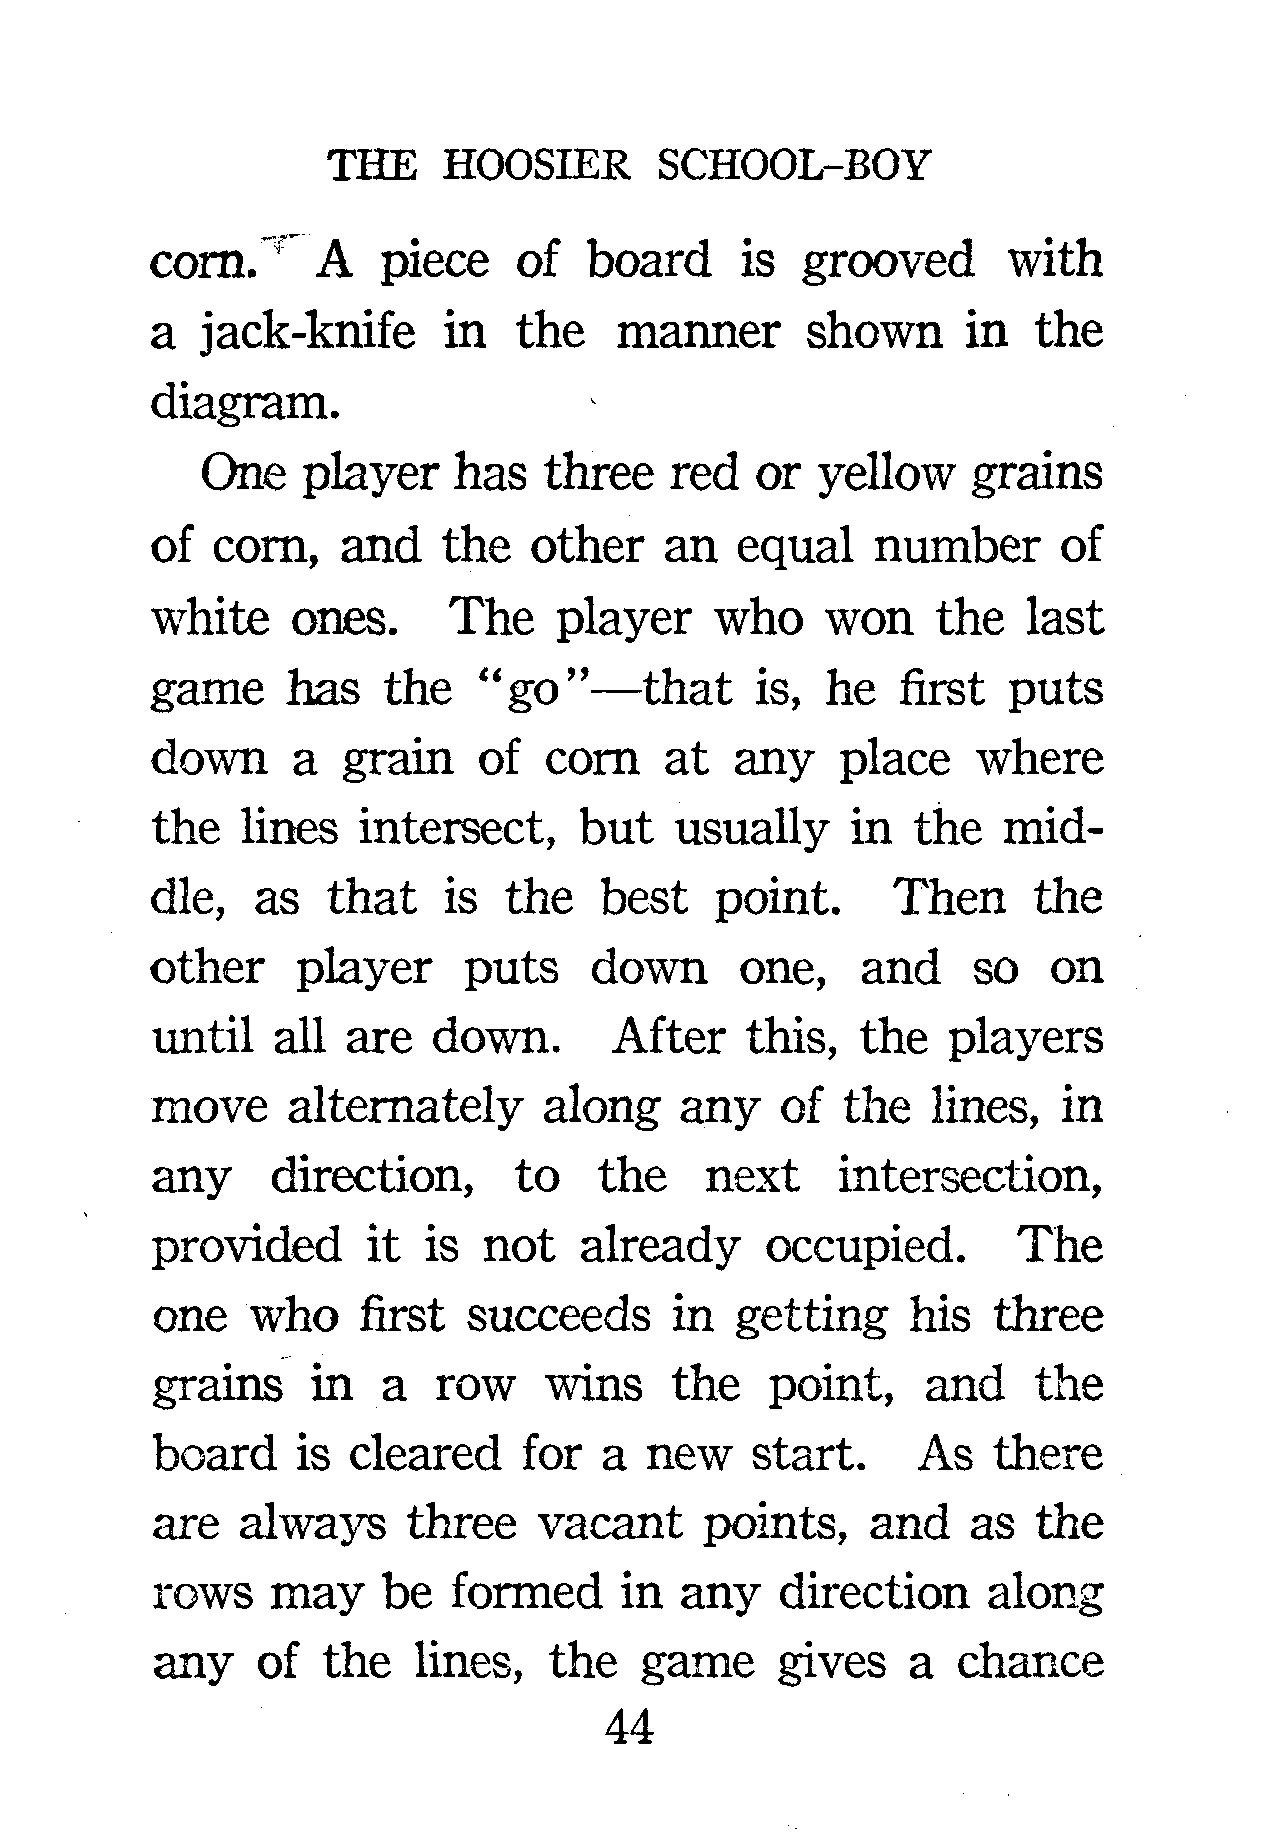 THE HOOSIER SCHOOL-BOY
corn. A piece of board is grooved with
a jack-knife in the manner shown in the
diagram.
One player has three red or yellow grains
of corn, and the other an equal number of
white ones. The player who won the last
game has the “go”—that is, he first puts
down a grain of corn at any place where
the lines intersect, but usually in the mid-
dle, as that is the best point. Then the
other player puts down one, and so on
until all are down. After this, the players
move alternately along any of the lines, in
any direction, to the next intersection,
provided it is not already occupied. The
one who first succeeds in getting his three
grains in a row wins the point, and the
board is cleared for a new start. As there
are always three vacant points, and as the
rows may be formed in any direction along
any of the lines, the game gives a chance
44